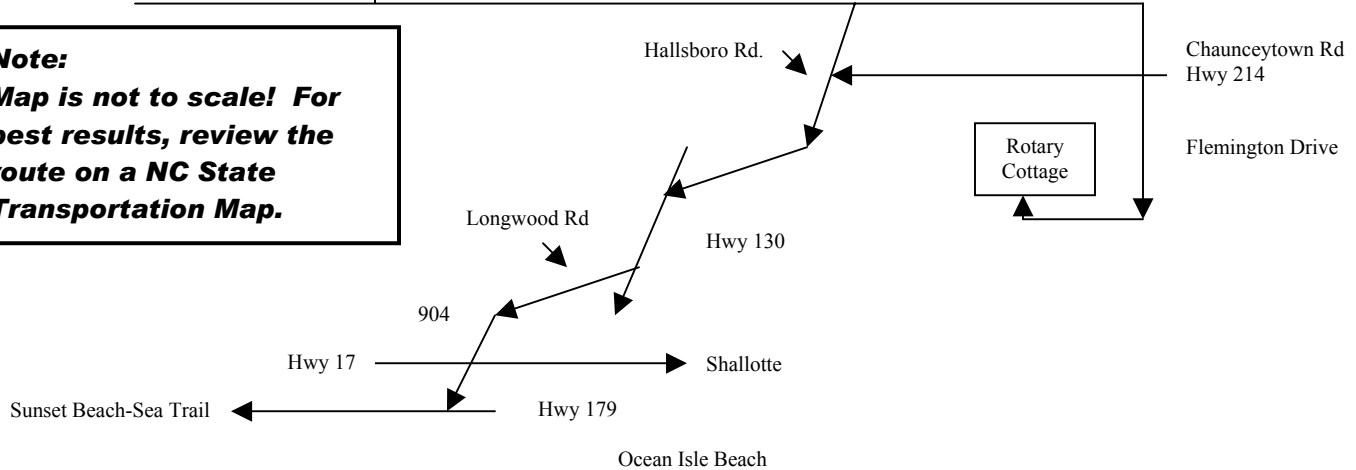 Note:
Map is not to scale! For
best results, review the
route on a NC State
Transportation Map.
Hallsboro Rd.
Chaunceytown Rd
Hwy 214
Rotary
Cottage
Flemington Drive
Longwood Rd
Hwy 130
904
Hwy 17
Shallotte
Sunset Beach-Sea Trail
Hwy 179
Ocean Isle Beach